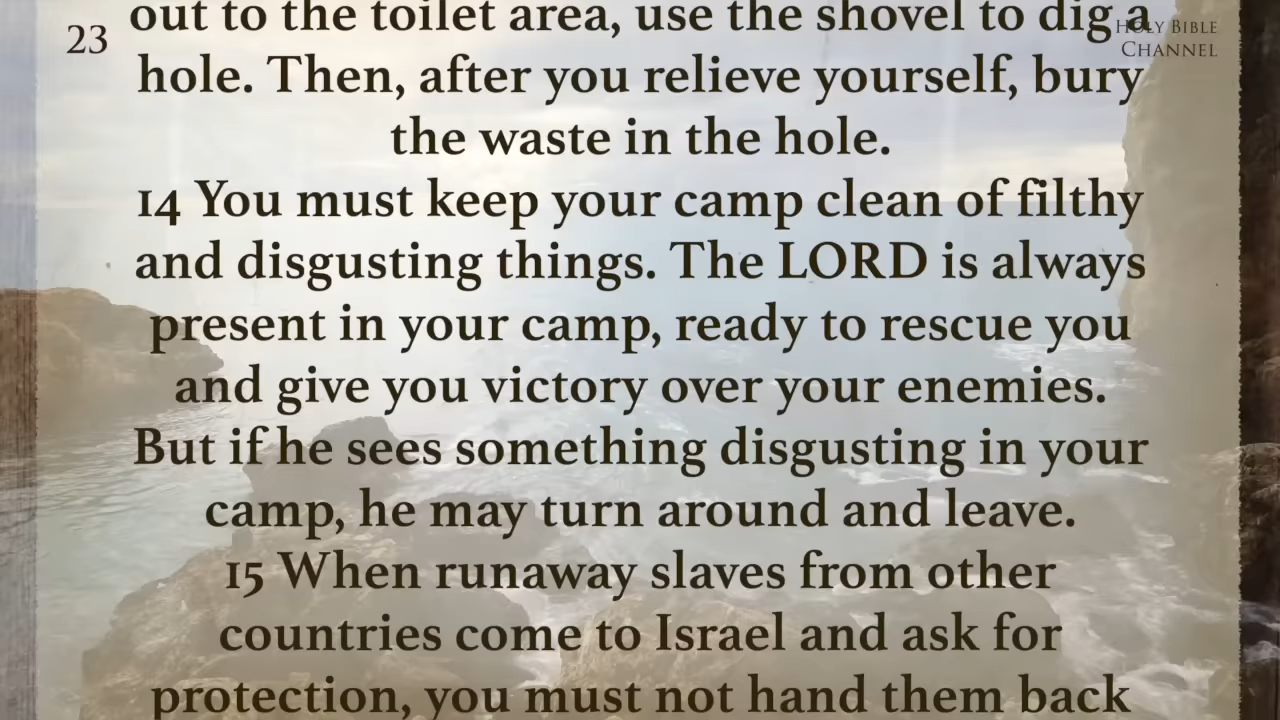 23
HOLY BIBLE
CHANNEL
out to the toilet area, use the shovel to dig a
hole. Then, after you relieve yourself, bury
the waste in the hole.
14 You must keep your camp clean of filthy
and disgusting things. The LORD is always
present in your camp, ready to rescue you
and give you victory over your enemies.
But if he sees something disgusting in your
camp, he may turn around and leave.
15 When runaway slaves from other
countries come to Israel and ask for
protection, you must not hand them back